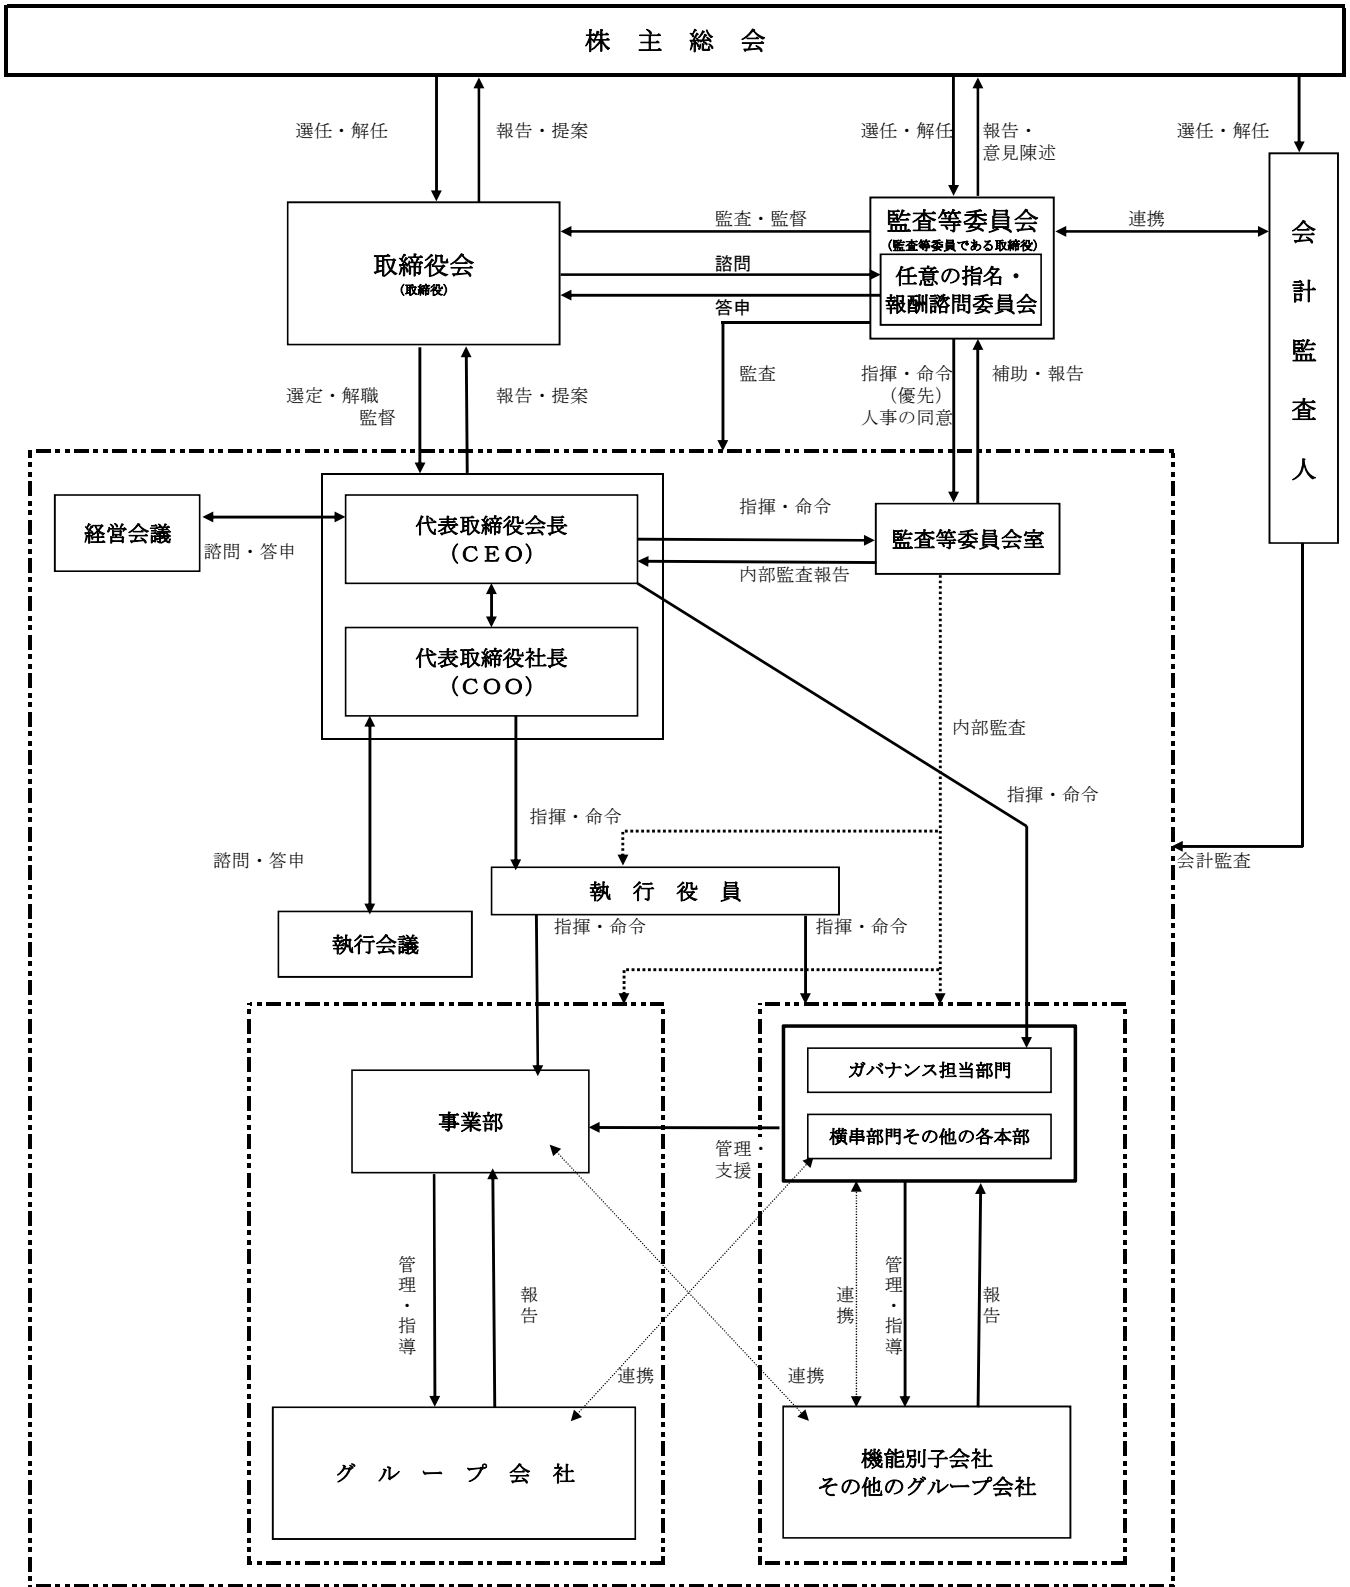 株 主 総 会
選任・解任
報告・提案
選任・解任
報告・
意見陳述
選任・解任
取締役会
(取締役)
監査・監督
諮問
答申
監査等委員会
(監査等委員である取締役)
任意の指名・
報酬諮問委員会
連携
会計監査人
選定・解職
監督
報告・提案
監査
指揮・命令
（優先）
人事の同意
補助・報告
経営会議
諮問・答申
代表取締役会長
（ＣＥＯ）
指揮・命令
内部監査報告
監査等委員会室
代表取締役社長
（ＣＯＯ）
内部監査
指揮・命令
指揮・命令
諮問・答申
会計監査
執 行 役 員
指揮・命令
指揮・命令
執行会議
ガバナンス担当部門
事業部
横串部門その他の各本部
管理・
支援
管理・指導
報告
連携
管理・指導
報告
連携
連携
グ ル ー プ 会 社
機能別子会社
その他のグループ会社